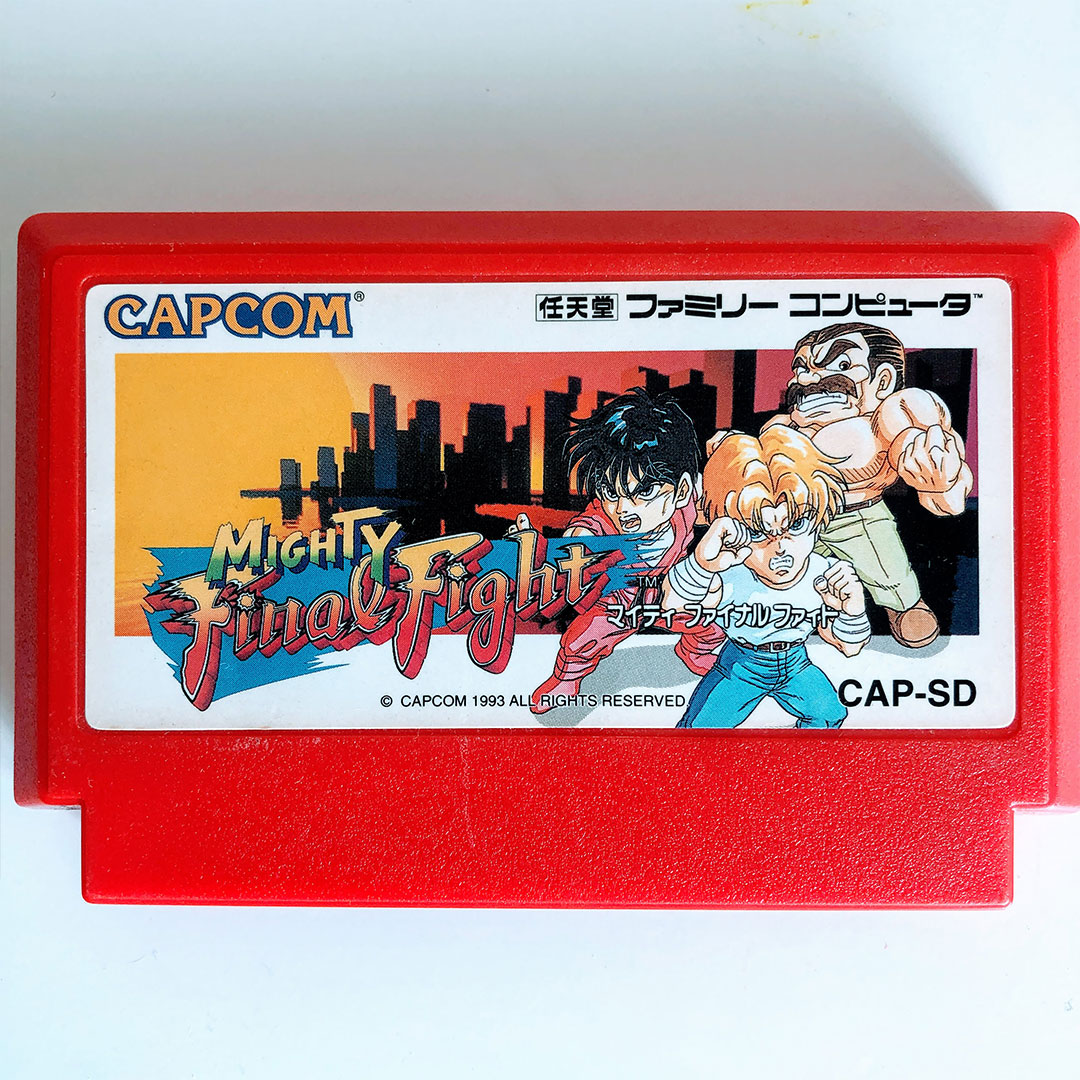 CAPCOM®
任天堂 ファミリー コンピュータ™
MIGHTY
Final Fight TM
マイティ ファイナル ファイト
© CAPCOM 1993 ALL RIGHTS RESERVED.
CAP-SD